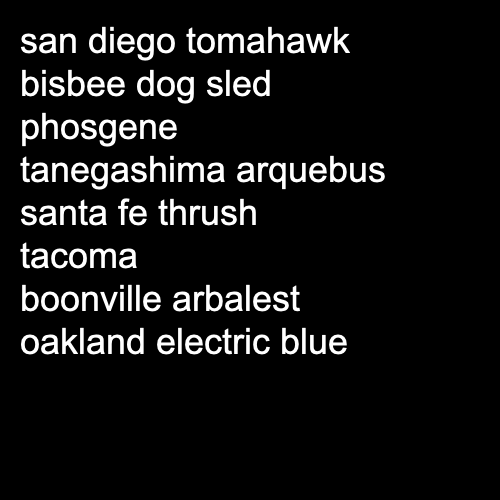 san diego tomahawk
bisbee dog sled
phosgene
tanegashima arquebus
santa fe thrush
tacoma
boonville arbalest
oakland electric blue